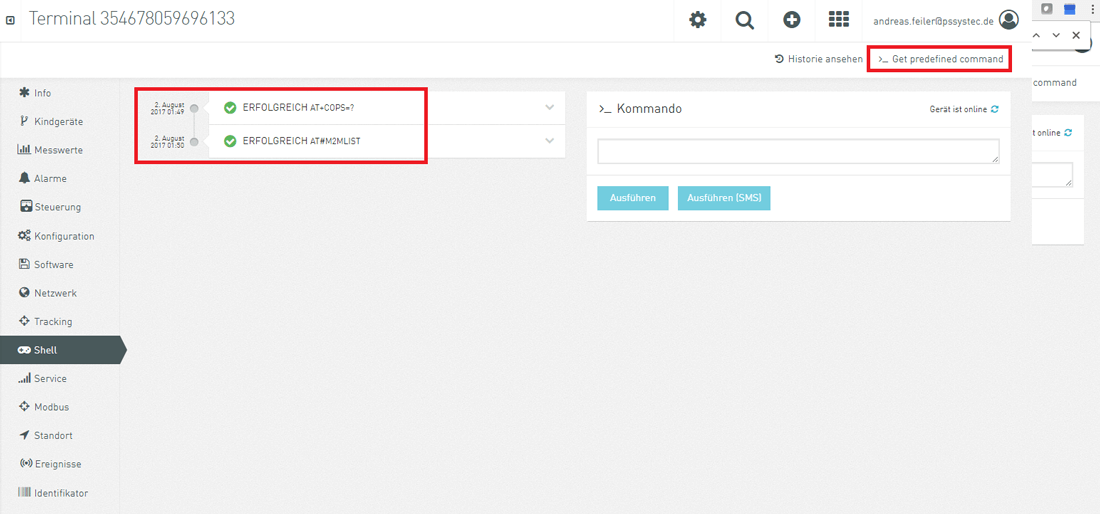 Terminal 354678059696133
andreas.feiler@pssystec.de
Historie ansehen
>_ Get predefined command
command
Info
Kindgeräte
Messwerte
Alarme
Steuerung
Konfiguration
Software
Netzwerk
Tracking
Shell
Service
Modbus
Standort
Ereignisse
Identifikator
2. August
2017 01:49
ERFOLGREICH AT+COPS=?
2. August
2017 01:50
ERFOLGREICH AT#M2MLIST
>_ Kommando
Gerät ist online
Ausführen
Ausführen (SMS)
t online